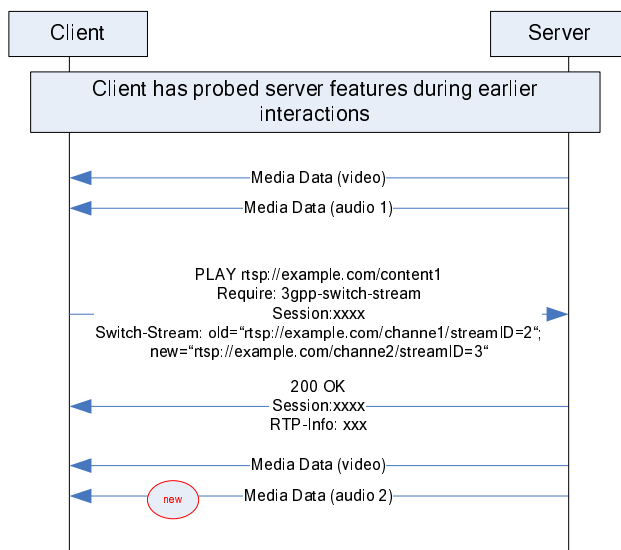 Client
Server
Client has probed server features during earlier
interactions
Media Data (video)
Media Data (audio 1)
PLAY rtsp://example.com/content1
Require: 3gpp-switch-stream
Session:xxxx
Switch-Stream: old=“rtsp://example.com/channe1/streamID=2“;
new=“rtsp://example.com/channe2/streamID=3“
200 OK
Session:xxxx
RTP-Info: xxx
Media Data (video)
new
Media Data (audio 2)